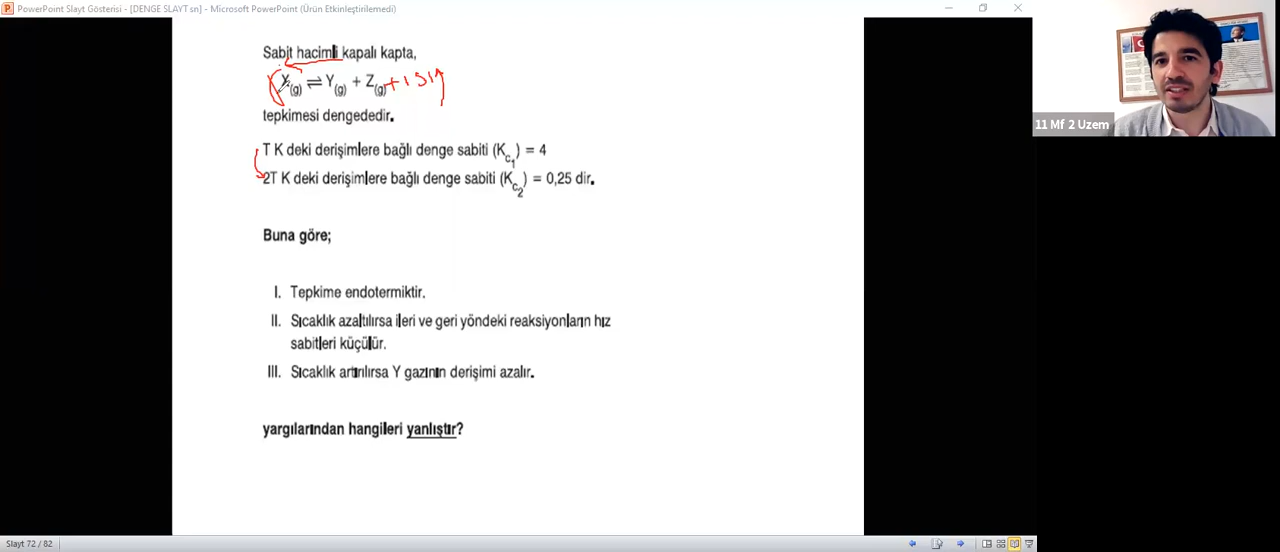 PowerPoint Slayt Gösterisi - [DENGE SLAYT sn] - Microsoft PowerPoint (Ürün Etkinleştirilemedi)
Sabit hacimli kapalı kapta,
X(g) ⇌ Y(g) + Z(g) + ısı
tepkimesi dengededir.
T K deki derişimlere bağlı denge sabiti (Kc1) = 4
2T K deki derişimlere bağlı denge sabiti (Kc2) = 0,25 dir.
Buna göre;
I. Tepkime endotermiktir.
II. Sıcaklık azaltılırsa ileri ve geri yöndeki reaksiyonların hız
sabitleri küçülür.
III. Sıcaklık artırılırsa Y gazının derişimi azalır.
yargılarından hangileri yanlıştır?
11 Mf 2 Uzem
Slayt 72 / 82